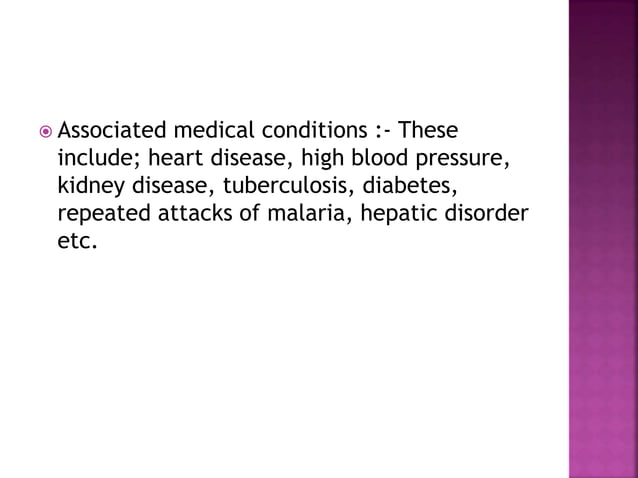 Associated medical conditions :- These
include; heart disease, high blood pressure,
kidney disease, tuberculosis, diabetes,
repeated attacks of malaria, hepatic disorder
etc.